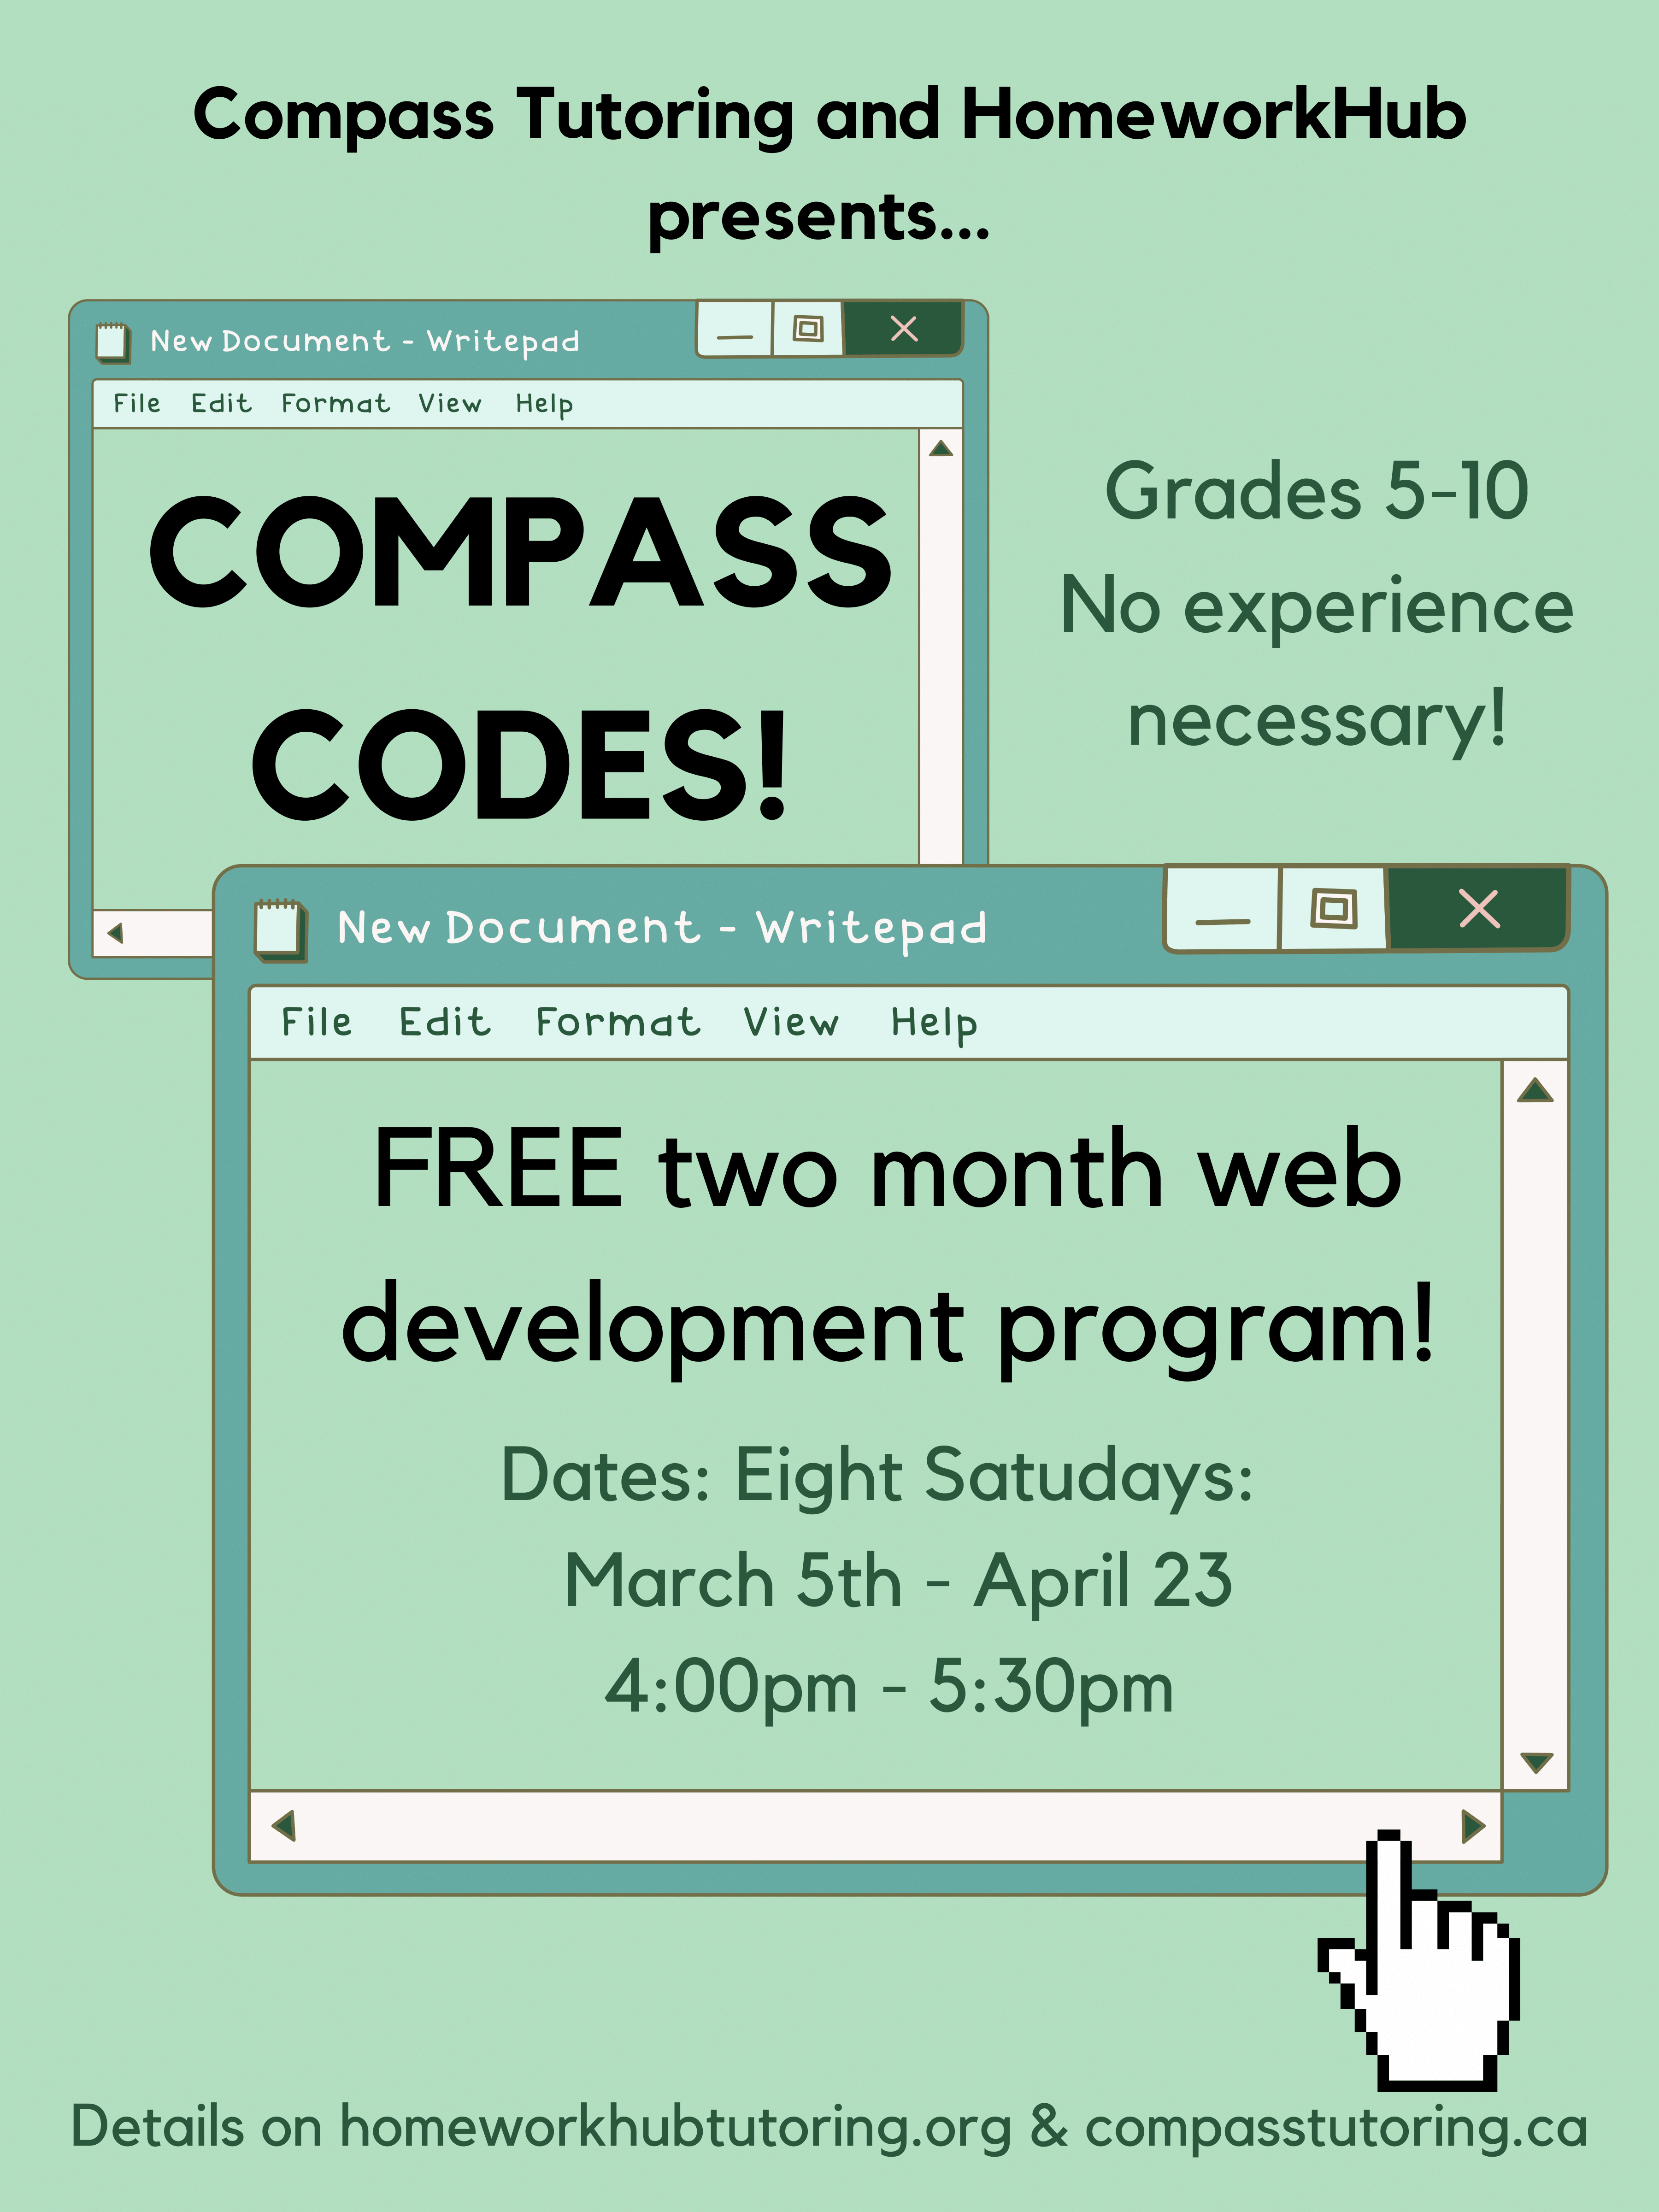 Compass Tutoring and HomeworkHub
presents...
New Document - Writepad
File Edit Format View Help
COMPASS
CODES!
Grades 5-10
No experience
necessary!
New Document - Writepad
File Edit Format View Help
FREE two month web
development program!
Dates: Eight Satudays:
March 5th - April 23
4:00pm - 5:30pm
Details on homeworkhubtutoring.org & compasstutoring.ca